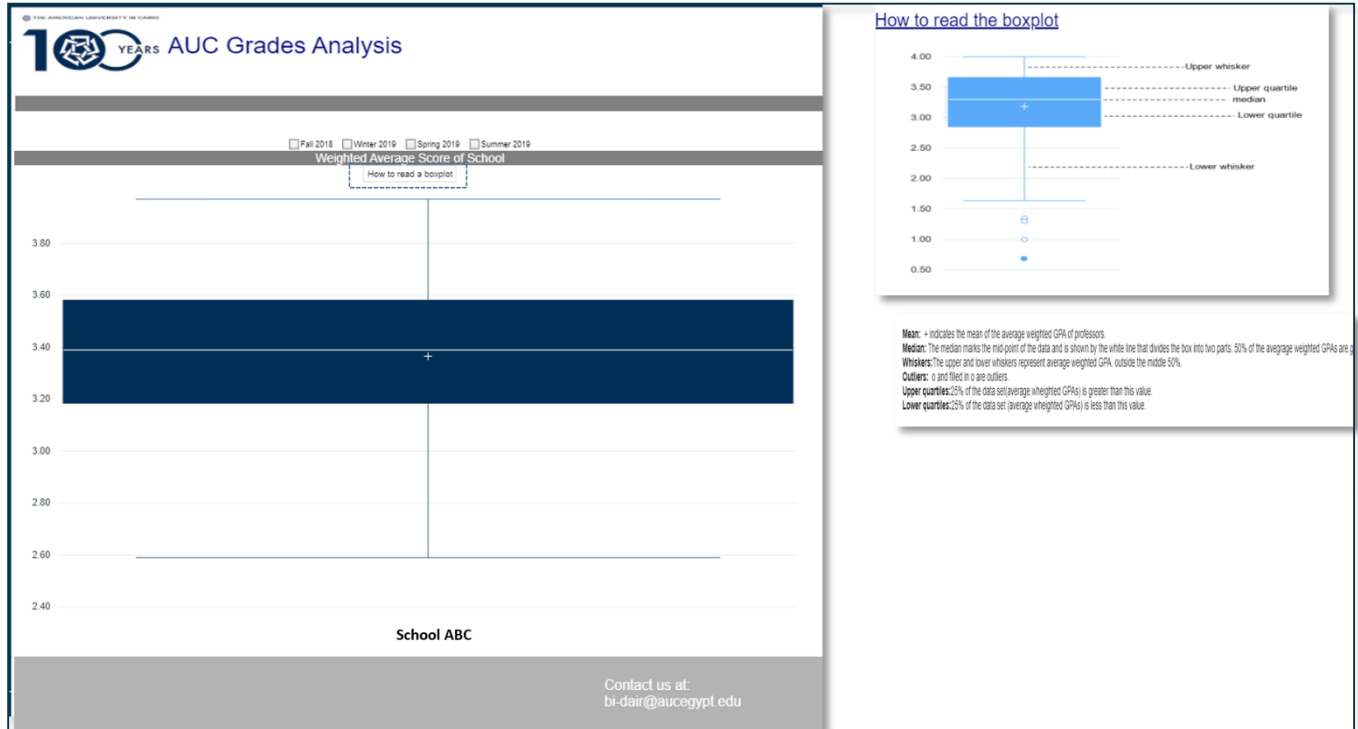 THE AMERICAN UNIVERSITY IN CAIRO
100 YEARS AUC Grades Analysis
Fall 2018 Winter 2019 Spring 2019 Summer 2019
Weighted Average Score of School
How to read a boxplot
3.80
3.60
3.40
3.20
3.00
2.80
2.60
2.40
School ABC
Contact us at:
bi-dair@aucegypt.edu
How to read the boxplot
4.00
Upper whisker
3.50
Upper quartile
median
3.00
Lower quartile
2.50
Lower whisker
2.00
1.50
1.00
0.50
Mean: + indicates the mean of the average weighted GPA of professors.
Median: The median marks the mid-point of the data and is shown by the white line that divides the box into two parts. 50% of the avegrage weighted GPAs are g
Whiskers:The upper and lower whiskers represent average weighted GPA. outside the middle 50%.
Outliers: o and filled in o are outliers.
Upper quartiles:25% of the data set(average wheighted GPAs) is greater than this value.
Lower quartiles:25% of the data set (average wheighted GPAs) is less than this value.